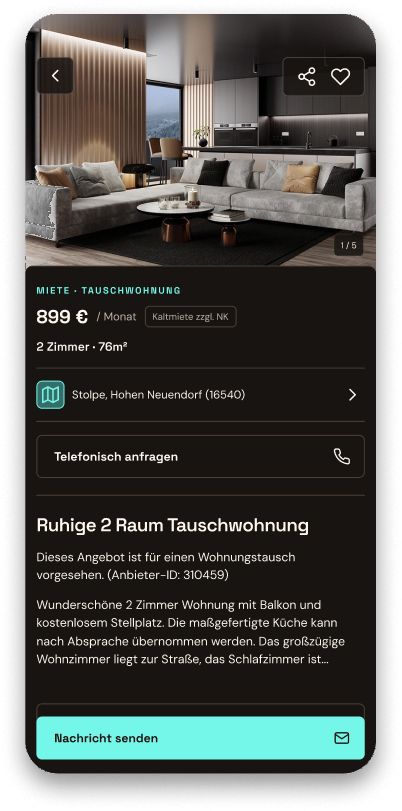 1 / 5
MIETE · TAUSCHWOHNUNG
899 € / Monat Kaltmiete zzgl. NK
2 Zimmer · 76m²
Stolpe, Hohen Neuendorf (16540)
Telefonisch anfragen
Ruhige 2 Raum Tauschwohnung
Dieses Angebot ist für einen Wohnungstausch
vorgesehen. (Anbieter-ID: 310459)
Wunderschöne 2 Zimmer Wohnung mit Balkon und
kostenlosem Stellplatz. Die maßgefertigte Küche kann
nach Absprache übernommen werden. Das großzügige
Wohnzimmer liegt zur Straße, das Schlafzimmer ist...
Nachricht senden